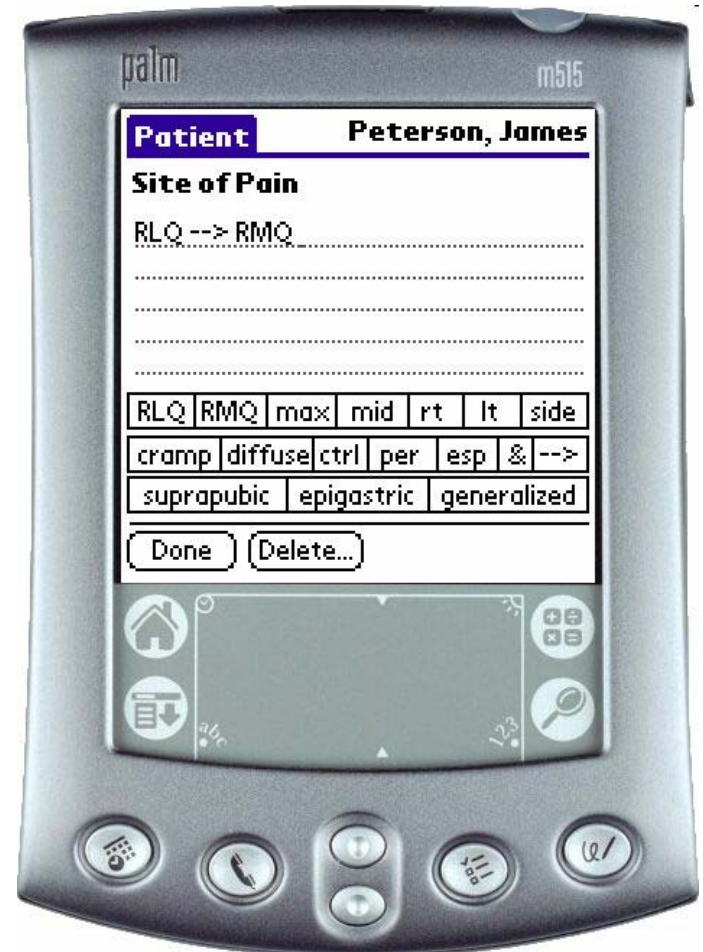 palm m515
Patient Peterson, James
Site of Pain
RLQ --> RMQ
RLQ RMQ max mid rt lt side
cramp diffuse ctrl per esp & -->
suprapubic epigastric generalized
Done Delete...
abc 123